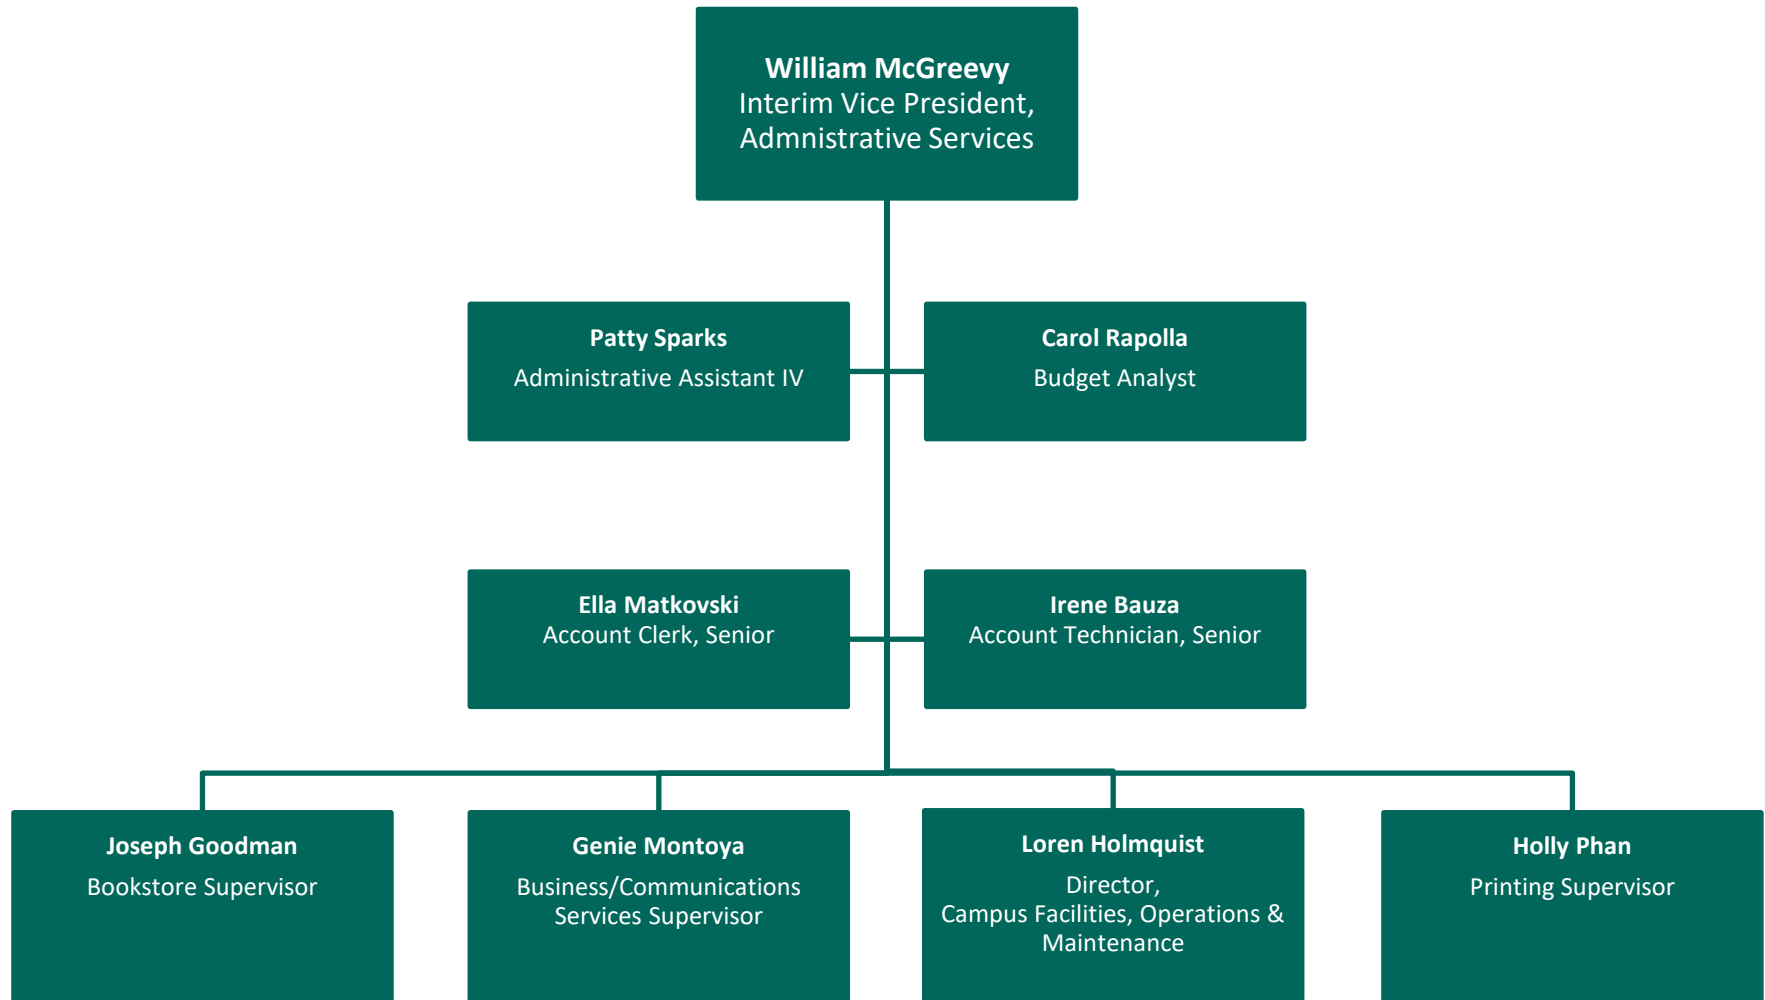 William McGreevy
Interim Vice President,
Admnistrative Services
Patty Sparks
Administrative Assistant IV
Carol Rapolla
Budget Analyst
Ella Matkovski
Account Clerk, Senior
Irene Bauza
Account Technician, Senior
Joseph Goodman
Bookstore Supervisor
Genie Montoya
Business/Communications
Services Supervisor
Loren Holmquist
Director,
Campus Facilities, Operations &
Maintenance
Holly Phan
Printing Supervisor